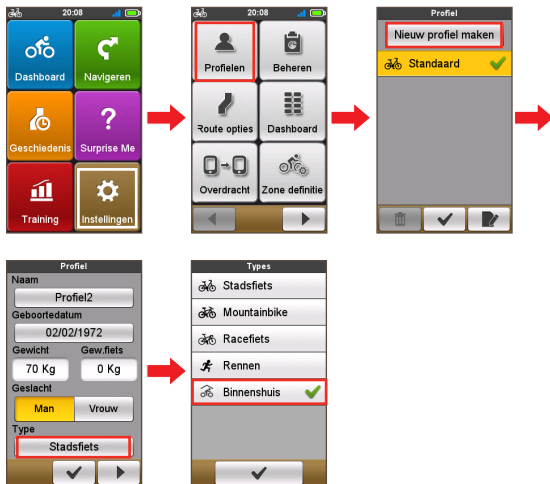 20:08
Dashboard
Navigeren
Geschiedenis
Surprise Me
Training
Instellingen
20:08
Profielen
Beheren
Route opties
Dashboard
Overdracht
Zone definitie
Profiel
Nieuw profiel maken
Standaard
Profiel
Naam
Profiel2
Geboortedatum
02/02/1972
Gewicht Gew.fiets
70 Kg 0 Kg
Geslacht
Man Vrouw
Type
Stadsfiets
Types
Stadsfiets
Mountainbike
Racefiets
Rennen
Binnenshuis